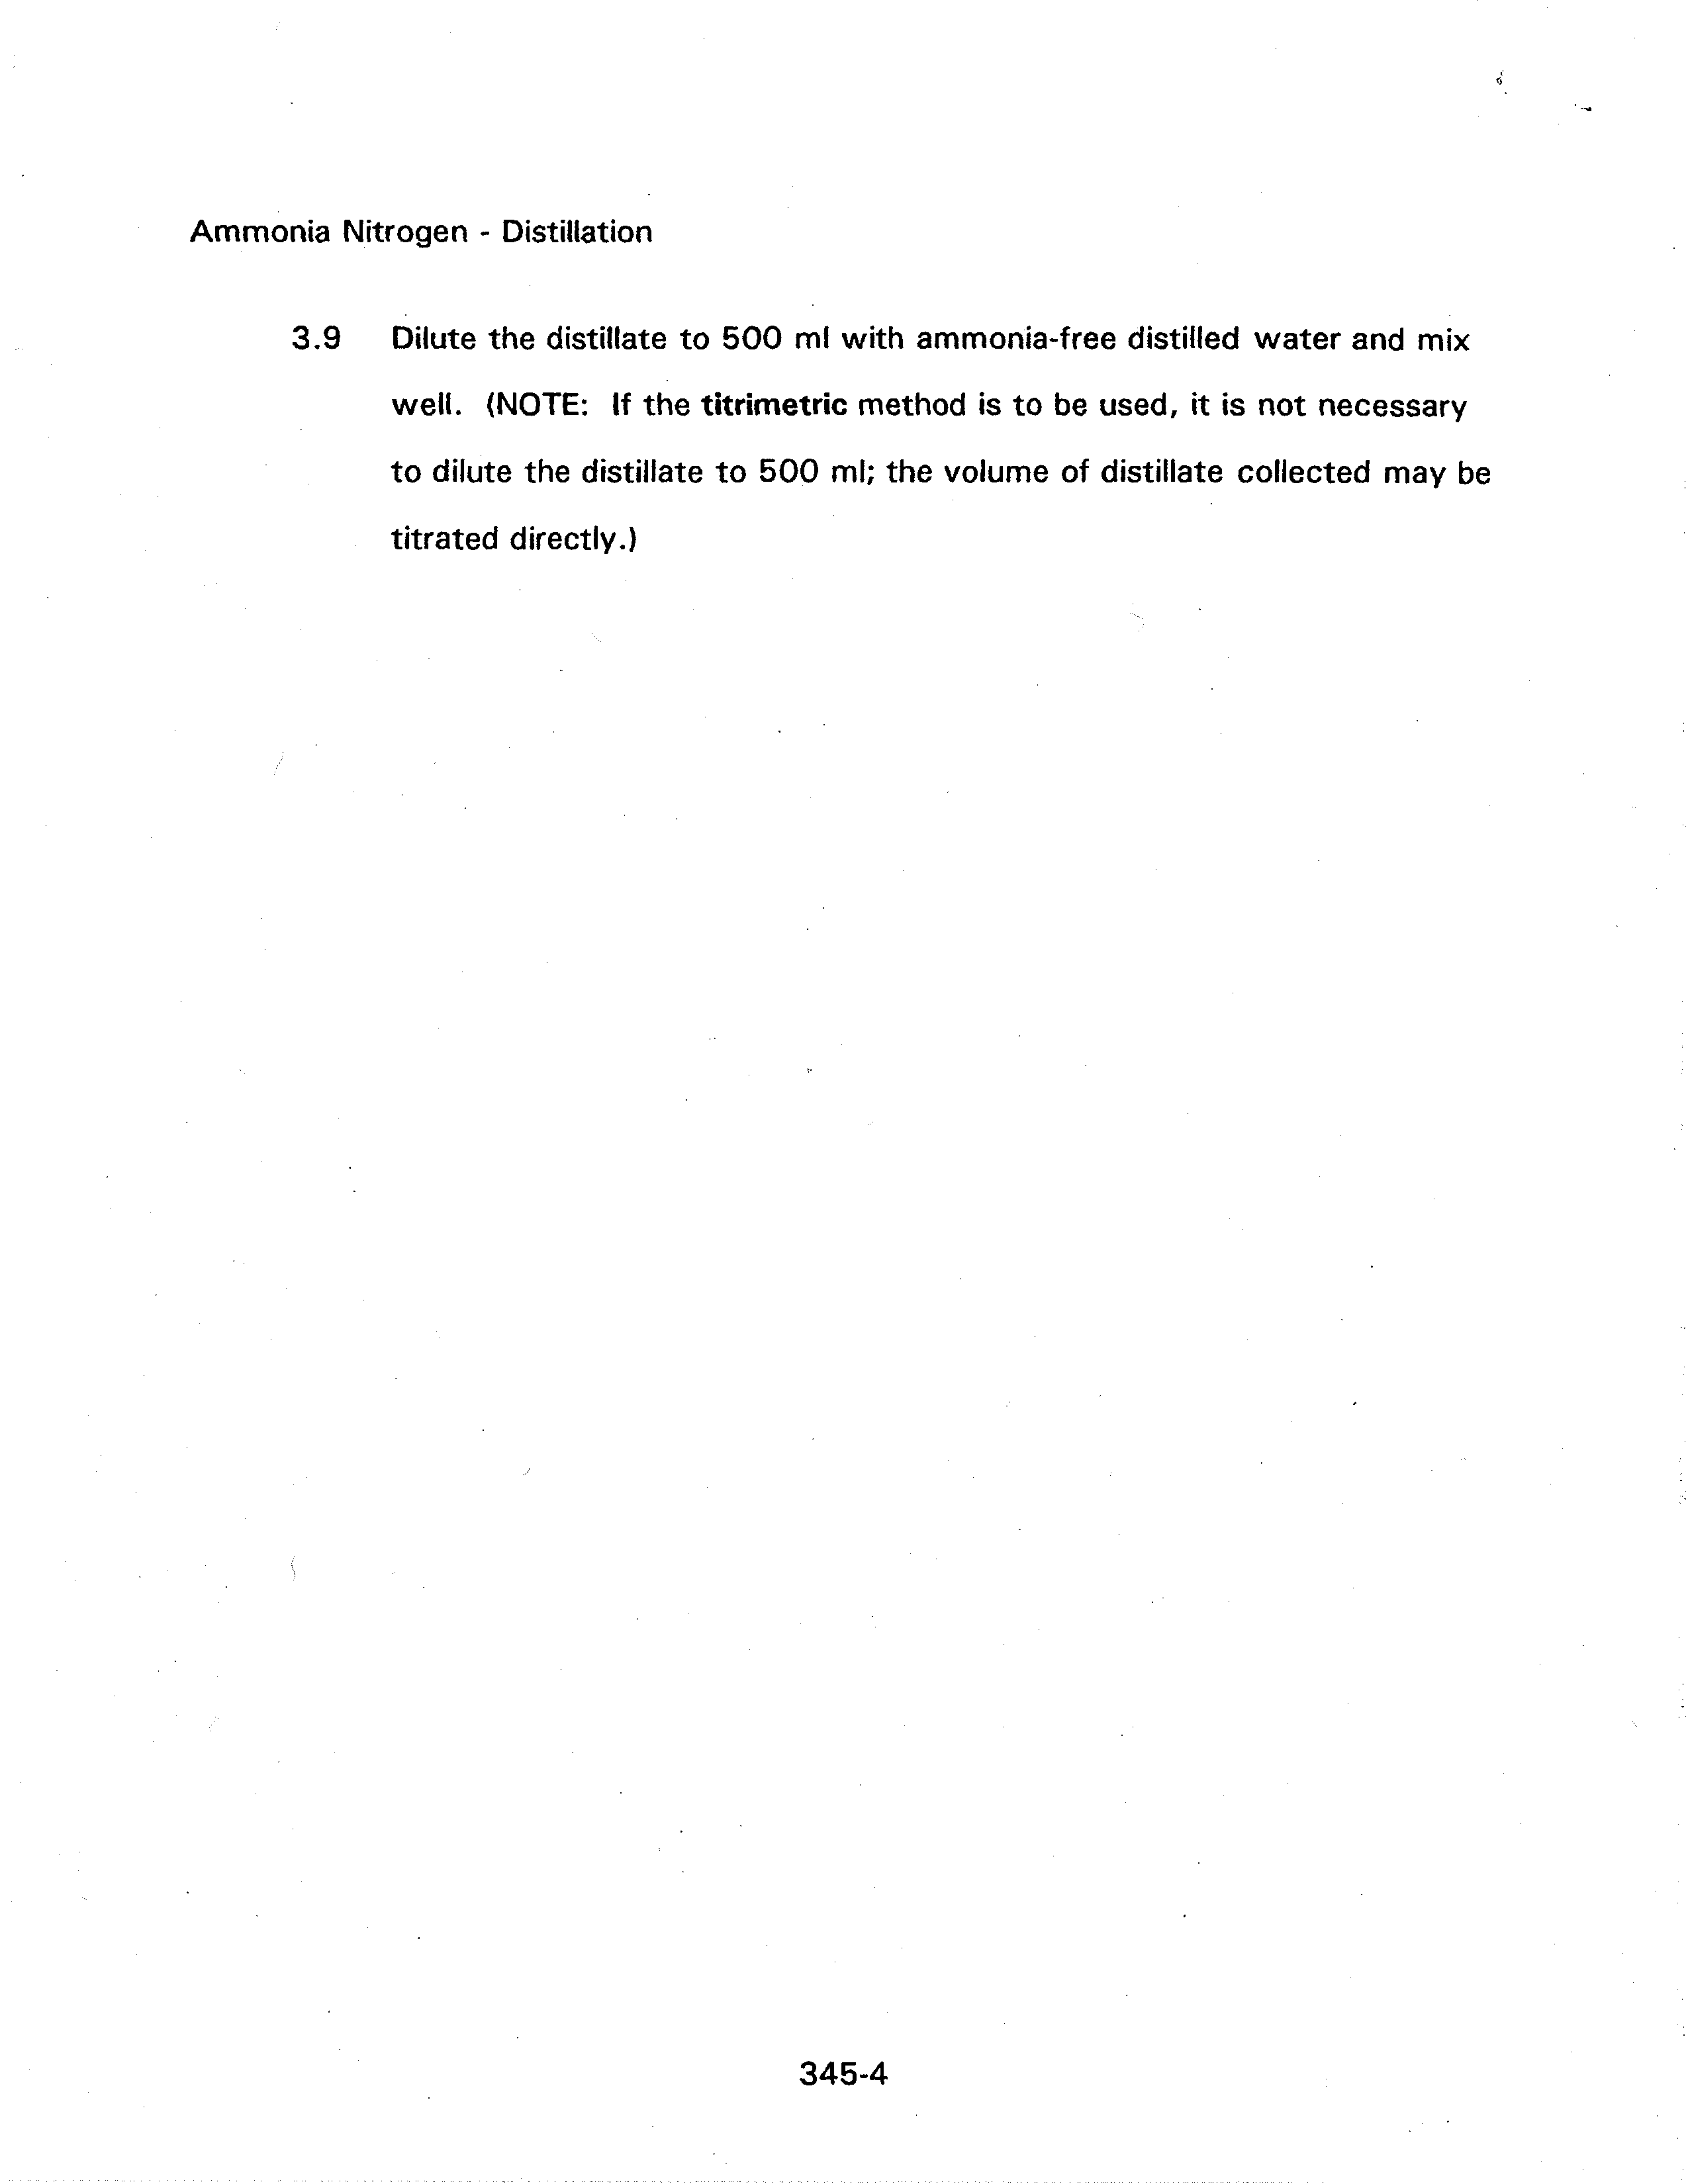 Ammonia Nitrogen - Distillation
3.9 Dilute the distillate to 500 ml with ammonia-free distilled water and mix
well. (NOTE: If the titrimetric method is to be used, it is not necessary
to dilute the distillate to 500 ml; the volume of distillate collected may be
titrated directly.)
345-4